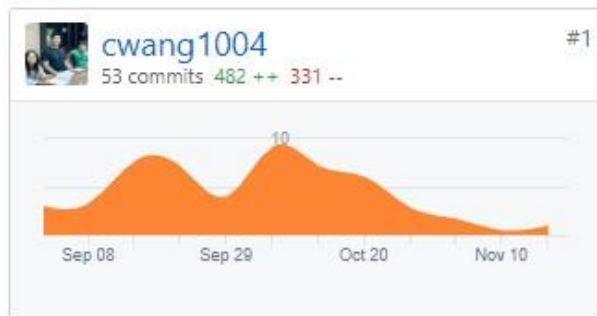 cwang1004
#1
53 commits 482 ++ 331 --
10
Sep 08 Sep 29 Oct 20 Nov 10